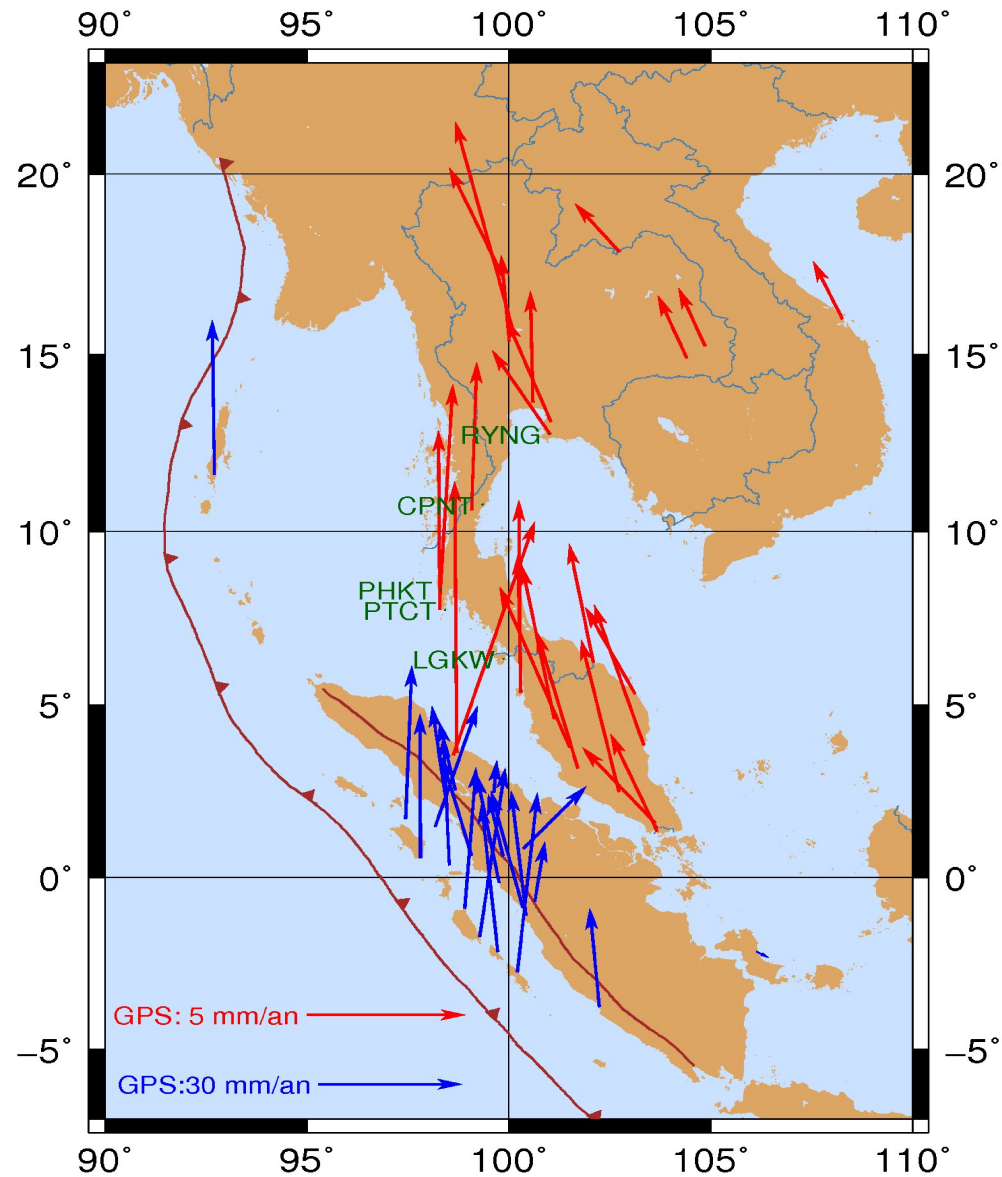 90˚ 95˚ 100˚ 105˚ 110˚
20˚ 20˚
15˚ 15˚
RYNG
CPNT
10˚ 10˚
PHKT
PTCT
LGKW
5˚ 5˚
0˚ 0˚
GPS: 5 mm/an
−5˚ −5˚
GPS:30 mm/an
90˚ 95˚ 100˚ 105˚ 110˚